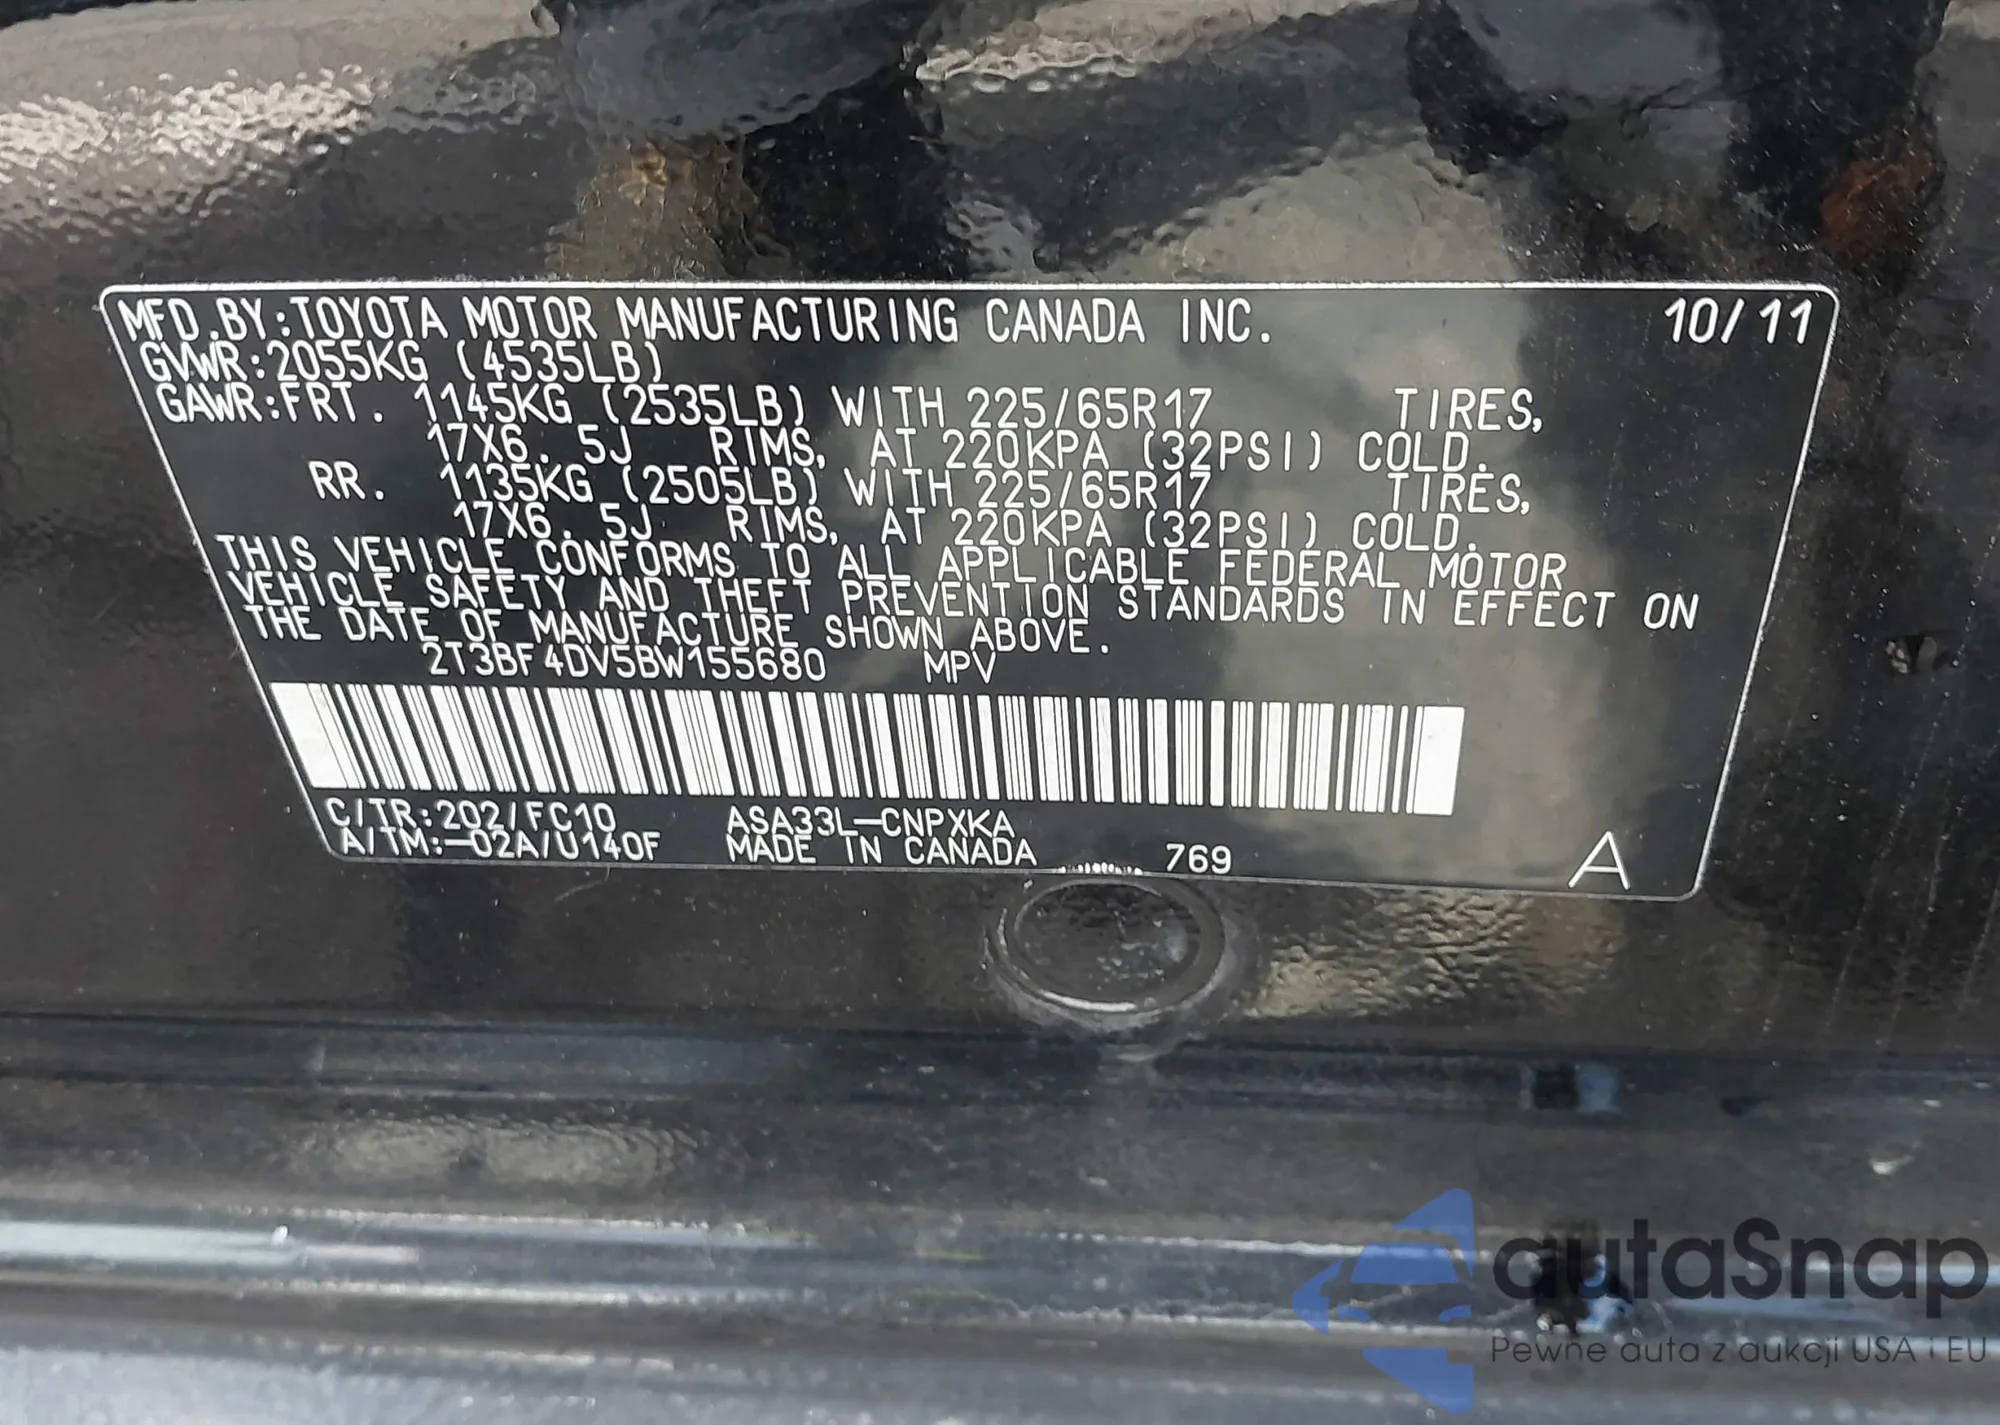 MFD.BY:TOYOTA MOTOR MANUFACTURING CANADA INC. 10/11
GVWR:2055KG (4535LB)
GAWR:FRT. 1145KG (2535LB) WITH 225/65R17 TIRES,
17X6.5J RIMS, AT 220KPA (32PSI) COLD.
RR. 1135KG (2505LB) WITH 225/65R17 TIRES,
17X6.5J RIMS, AT 220KPA (32PSI) COLD.
THIS VEHICLE CONFORMS TO ALL APPLICABLE FEDERAL MOTOR
VEHICLE SAFETY AND THEFT PREVENTION STANDARDS IN EFFECT ON
THE DATE OF MANUFACTURE SHOWN ABOVE.
2T3BF4DV5BW155680 MPV
C/TR:202/FC10 ASA33L-CNPXKA
A/TM:-02A/U140F MADE IN CANADA 769 A
autaSnap
Pewne auta z aukcji USA i EU